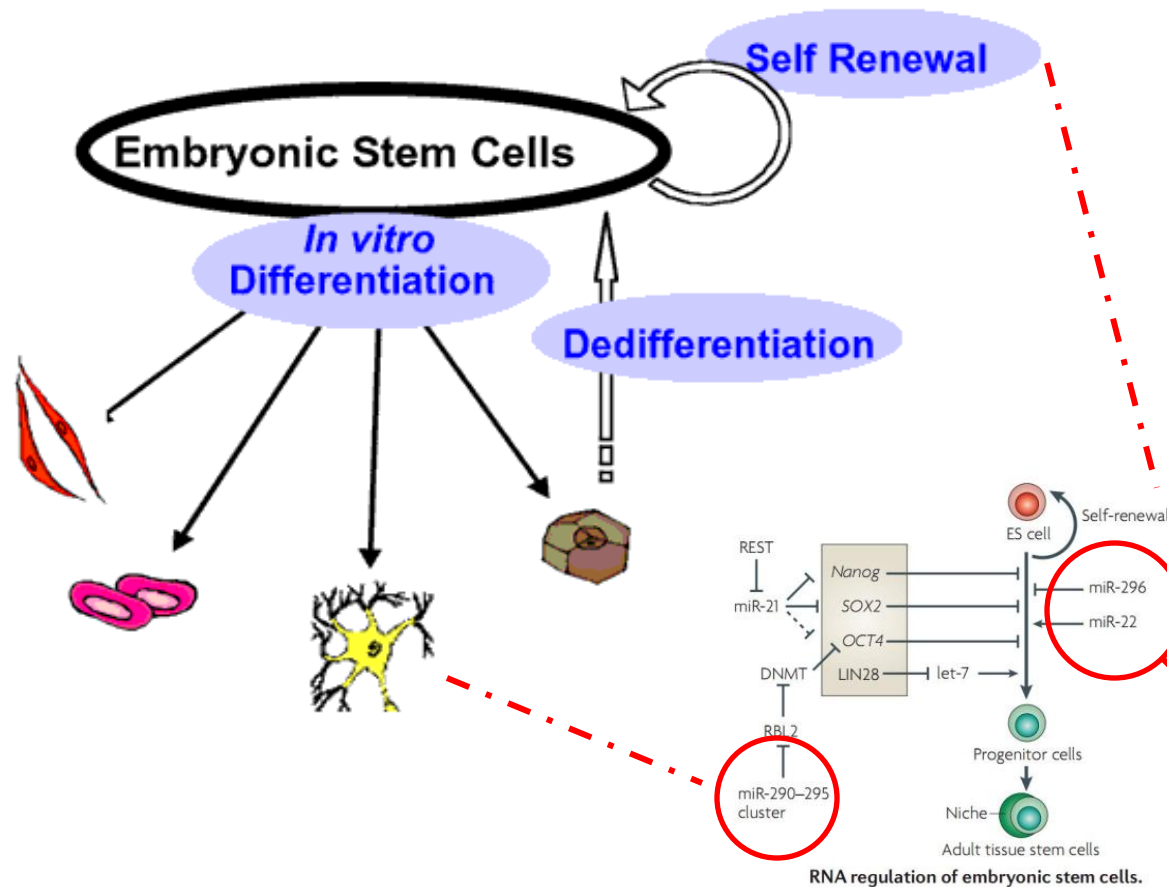 Self Renewal
Embryonic Stem Cells
In vitro
Differentiation
Dedifferentiation
ES cell
Self-renewal
REST
miR-21
Nanog
SOX2
OCT4
LIN28
let-7
miR-296
miR-22
DNMT
RBL2
miR-290–295
cluster
Progenitor cells
Niche
Adult tissue stem cells
RNA regulation of embryonic stem cells.